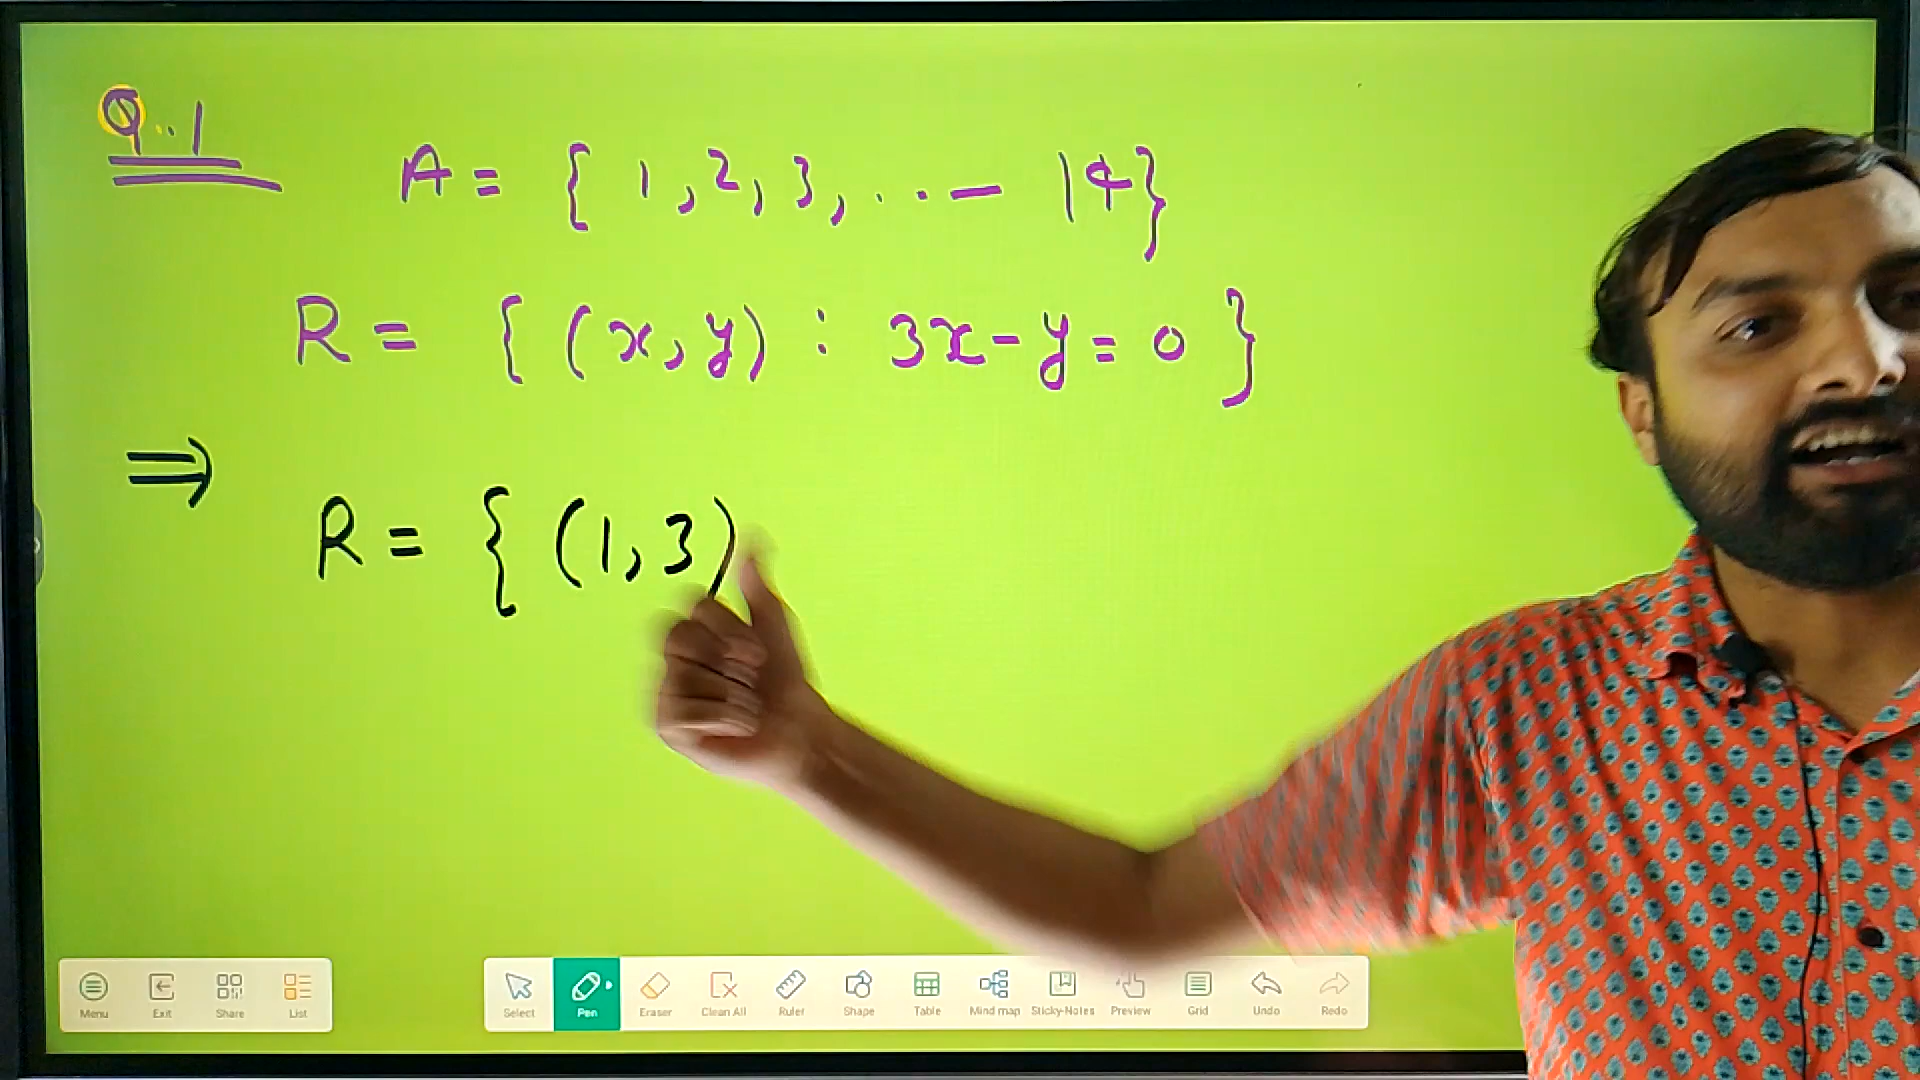 Q.1
A = { 1, 2, 3, ... — 14}
R = { (x, y) : 3x - y = 0 }
⇒
R = { (1, 3)
Menu Exit Share List
Select Pen Eraser Clean All Ruler Shape Table Mind map Sticky-Notes Preview Grid Undo Redo